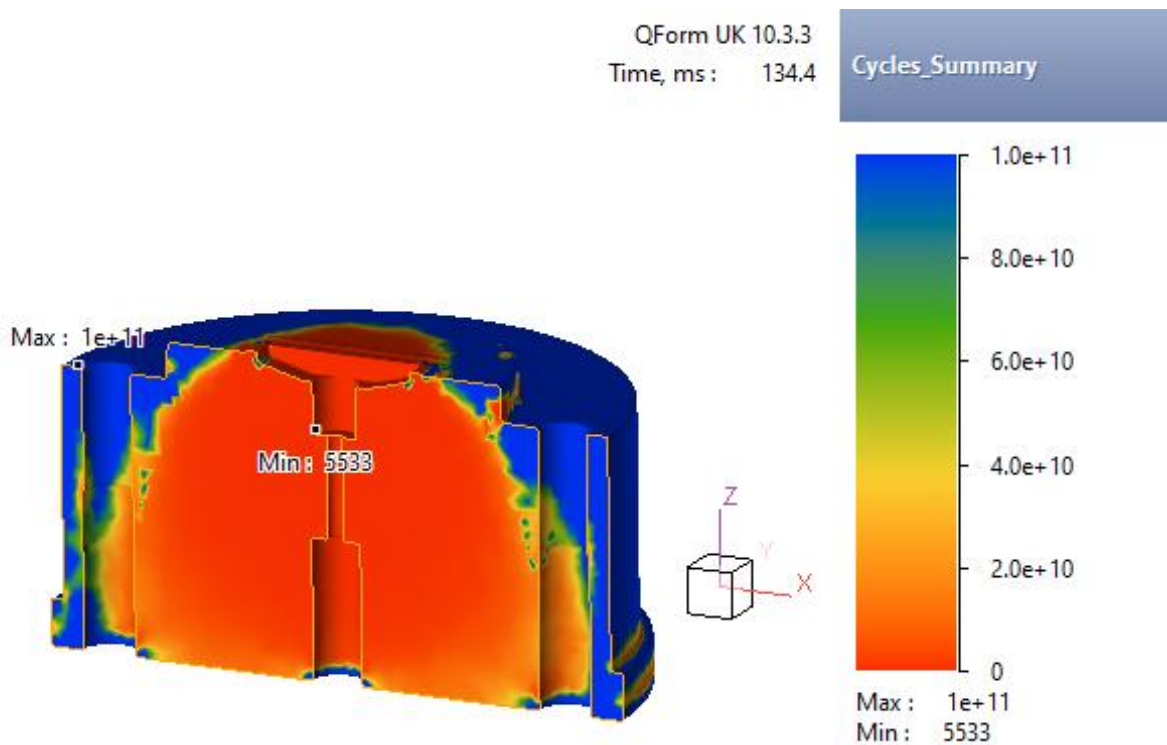 QForm UK 10.3.3
Time, ms : 134.4
Cycles_Summary
1.0e+11
8.0e+10
6.0e+10
4.0e+10
2.0e+10
0
Max : 1e+11
Min : 5533
Max : 1e+11
Min : 5533
Z
Y
X